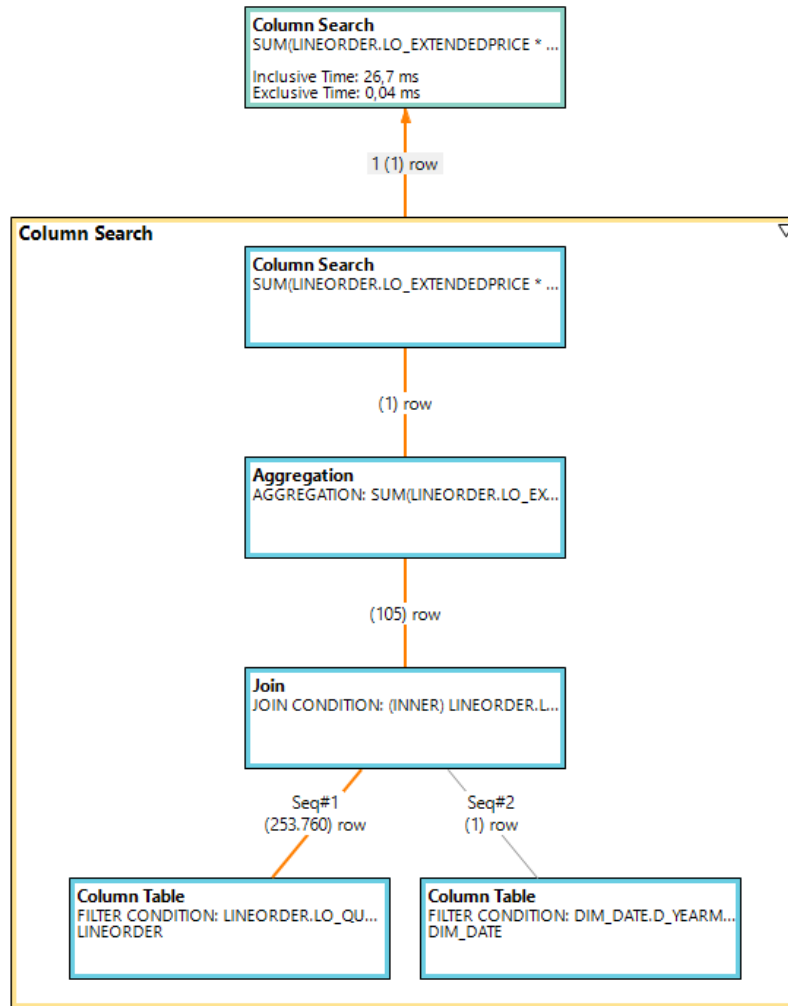 Column Search
SUM(LINEORDER.LO_EXTENDEDPRICE * ...
Inclusive Time: 26,7 ms
Exclusive Time: 0,04 ms
1 (1) row
Column Search
Column Search
SUM(LINEORDER.LO_EXTENDEDPRICE * ...
(1) row
Aggregation
AGGREGATION: SUM(LINEORDER.LO_EX...
(105) row
Join
JOIN CONDITION: (INNER) LINEORDER.L...
Seq#1
(253.760) row
Seq#2
(1) row
Column Table
FILTER CONDITION: LINEORDER.LO_QU...
LINEORDER
Column Table
FILTER CONDITION: DIM_DATE.D_YEARM...
DIM_DATE